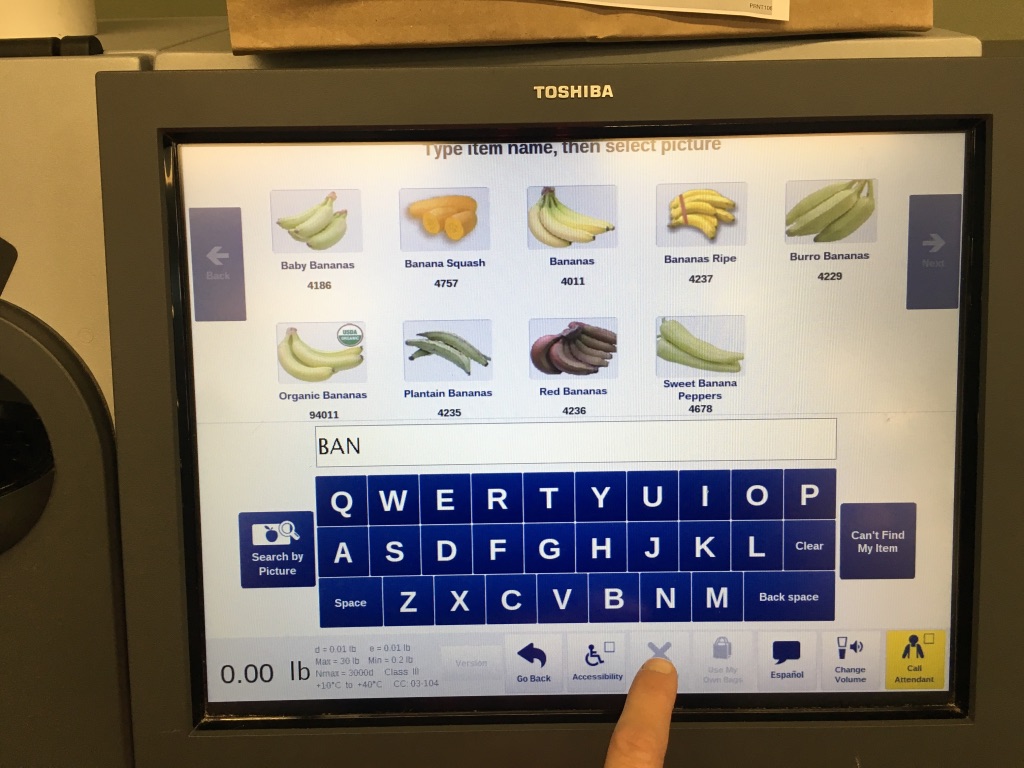 TOSHIBA
Type item name, then select picture
Back
Next
Baby Bananas
4186
Banana Squash
4757
Bananas
4011
Bananas Ripe
4237
Burro Bananas
4229
USDA
ORGANIC
Organic Bananas
94011
Plantain Bananas
4235
Red Bananas
4236
Sweet Banana
Peppers
4678
BAN
Q W E R T Y U I O P
A S D F G H J K L Clear
Space Z X C V B N M Back space
Search by
Picture
Can't Find
My Item
0.00 lb
d = 0.01 lb e = 0.01 lb
Max = 30 lb Min = 0.2 lb
Nmax = 3000d Class III
+10°C to +40°C CC: 03-104
Version
Go Back
Accessibility
Use My
Own Bags
Español
Change
Volume
Call
Attendant